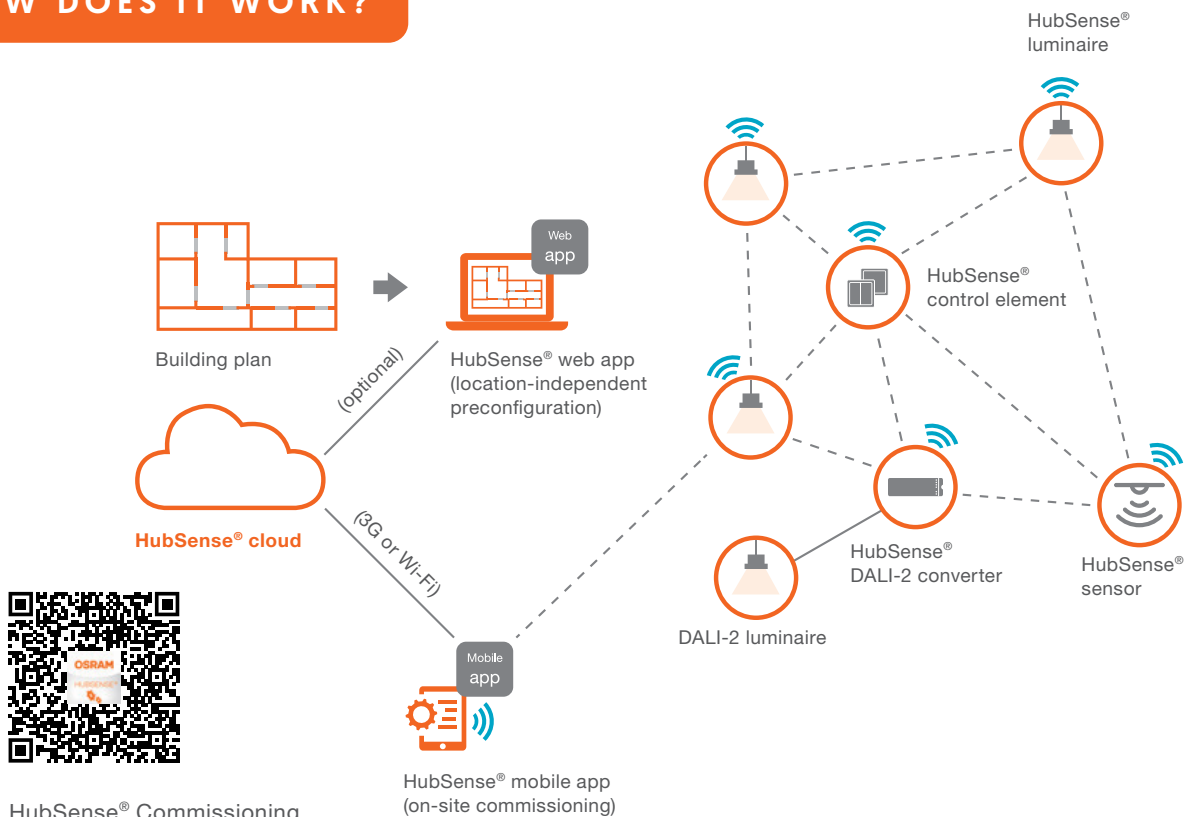 W DOES IT WORK?
HubSense®
luminaire
Web
app
HubSense®
control element
Building plan
(optional)
HubSense® web app
(location-independent
preconfiguration)
HubSense® cloud
(3G or Wi-Fi)
HubSense®
DALI-2 converter
HubSense®
sensor
DALI-2 luminaire
OSRAM
HUBSENSE
Mobile
app
HubSense® mobile app
(on-site commissioning)
HubSense® Commissioning